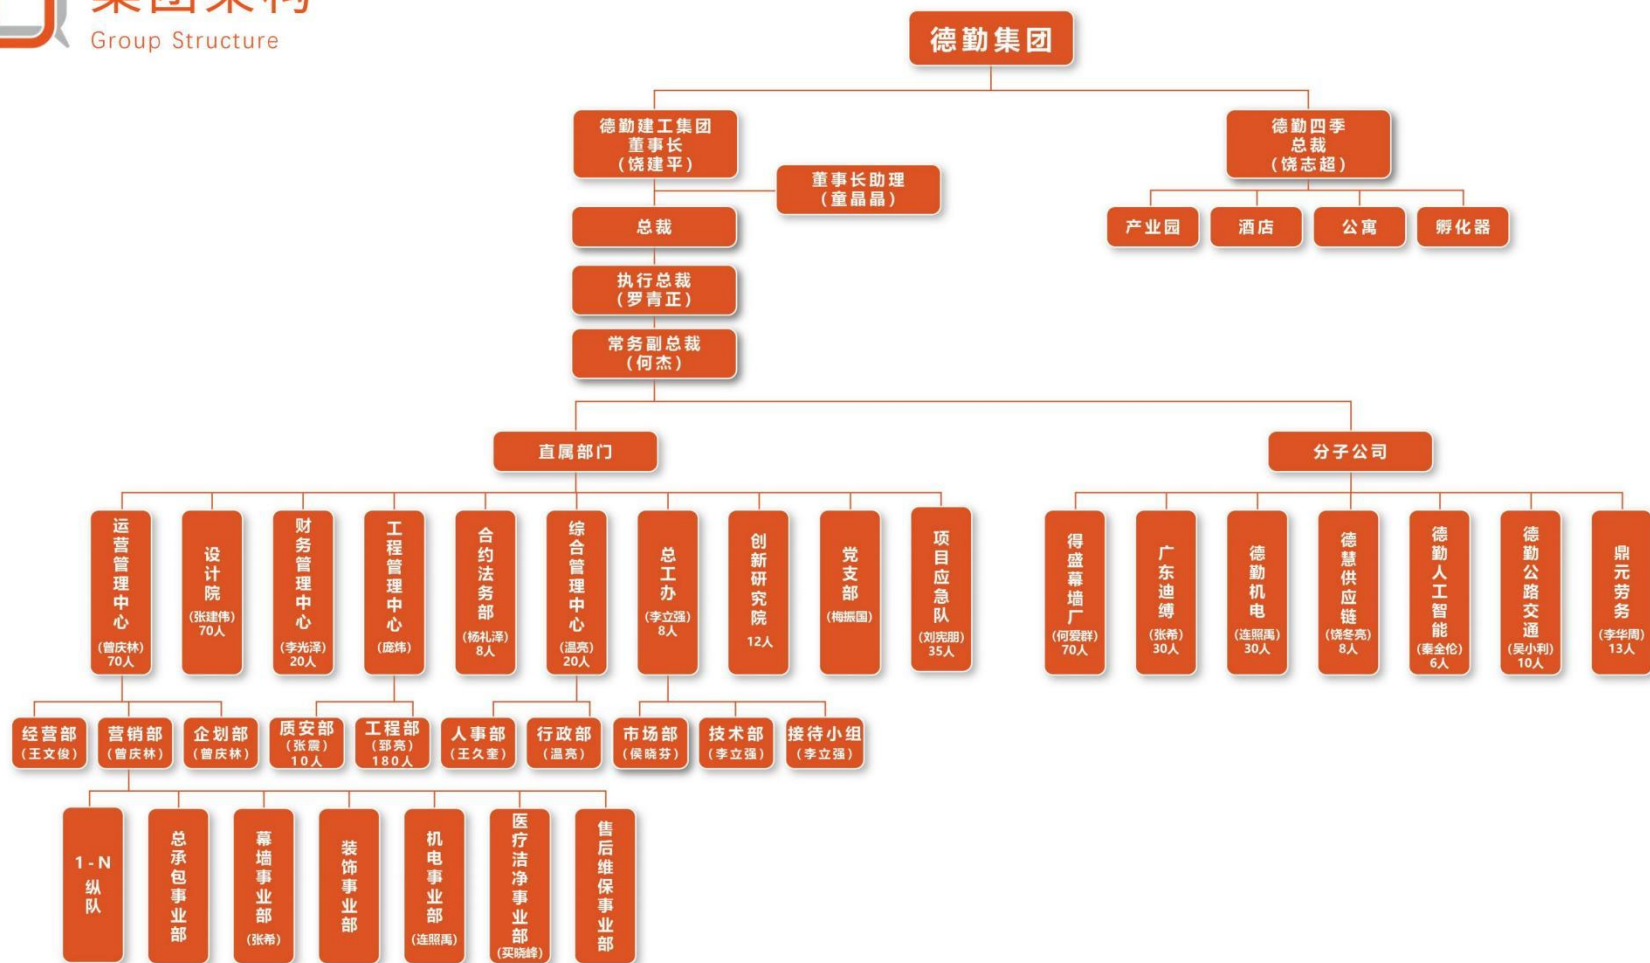 集团架构
Group Structure
德勤集团
德勤建工集团
董事长
（饶建平）
德勤四季
总裁
（饶志超）
董事长助理
（童晶晶）
产业园
酒店
公寓
孵化器
总裁
执行总裁
（罗青正）
常务副总裁
（何杰）
直属部门
分子公司
运营管理中心
(曾庆林)
70人
设计院
(张建伟)
70人
财务管理中心
(李光泽)
20人
工程管理中心
(庞炜)
合约法务部
(杨礼泽)
8人
综合管理中心
(温亮)
20人
总工办
(李立强)
8人
创新研究院
12人
党支部
(梅振国)
项目应急队
(刘宪朋)
35人
得盛幕墙厂
(何爱群)
70人
广东迪缚
(张希)
30人
德勤机电
(连照禹)
30人
德慧供应链
(饶冬亮)
8人
德勤人工智能
(秦全伦)
6人
德勤公路交通
(吴小利)
10人
鼎元劳务
(李华周)
13人
经营部
（王文俊）
营销部
（曾庆林）
企划部
（曾庆林）
质安部
（张震）
10人
工程部
（郅亮）
180人
人事部
（王久奎）
行政部
（温亮）
市场部
（侯晓芬）
技术部
（李立强）
接待小组
（李立强）
1-N
纵队
总承包事业部
幕墙事业部
(张希)
装饰事业部
机电事业部
(连照禹)
医疗洁净事业部
(买晓峰)
售后维保事业部